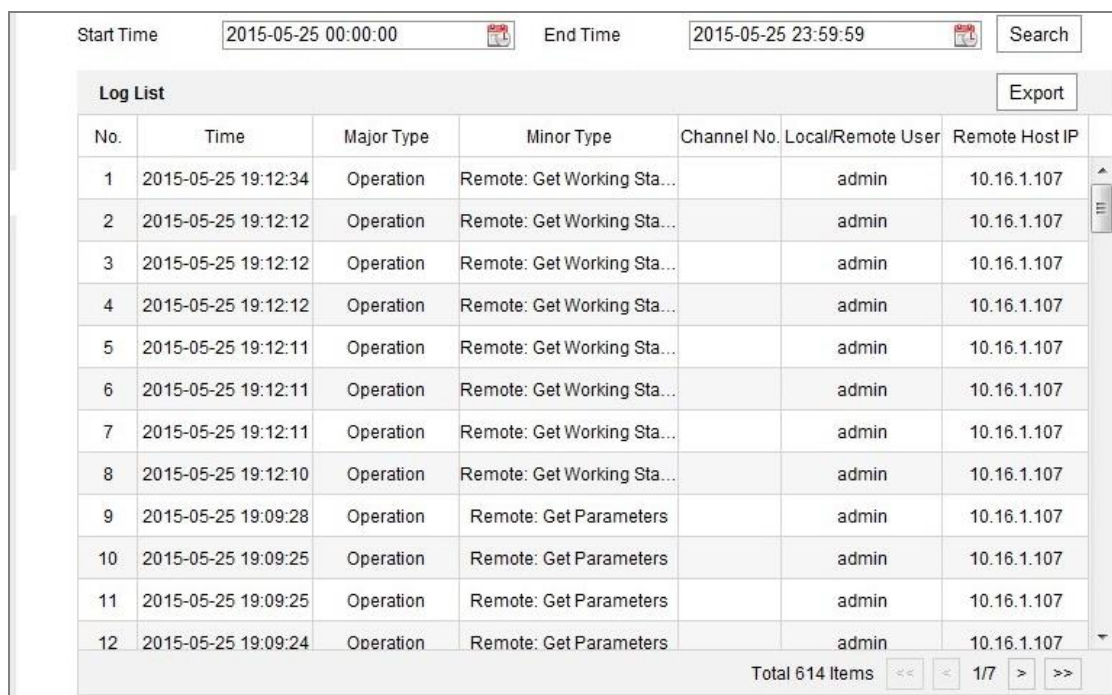 Start Time 2015-05-25 00:00:00 End Time 2015-05-25 23:59:59 Search
Log List Export
No. Time Major Type Minor Type Channel No. Local/Remote User Remote Host IP
1 2015-05-25 19:12:34 Operation Remote: Get Working Sta... admin 10.16.1.107
2 2015-05-25 19:12:12 Operation Remote: Get Working Sta... admin 10.16.1.107
3 2015-05-25 19:12:12 Operation Remote: Get Working Sta... admin 10.16.1.107
4 2015-05-25 19:12:12 Operation Remote: Get Working Sta... admin 10.16.1.107
5 2015-05-25 19:12:11 Operation Remote: Get Working Sta... admin 10.16.1.107
6 2015-05-25 19:12:11 Operation Remote: Get Working Sta... admin 10.16.1.107
7 2015-05-25 19:12:11 Operation Remote: Get Working Sta... admin 10.16.1.107
8 2015-05-25 19:12:10 Operation Remote: Get Working Sta... admin 10.16.1.107
9 2015-05-25 19:09:28 Operation Remote: Get Parameters admin 10.16.1.107
10 2015-05-25 19:09:25 Operation Remote: Get Parameters admin 10.16.1.107
11 2015-05-25 19:09:25 Operation Remote: Get Parameters admin 10.16.1.107
12 2015-05-25 19:09:24 Operation Remote: Get Parameters admin 10.16.1.107
Total 614 Items << < 1/7 > >>